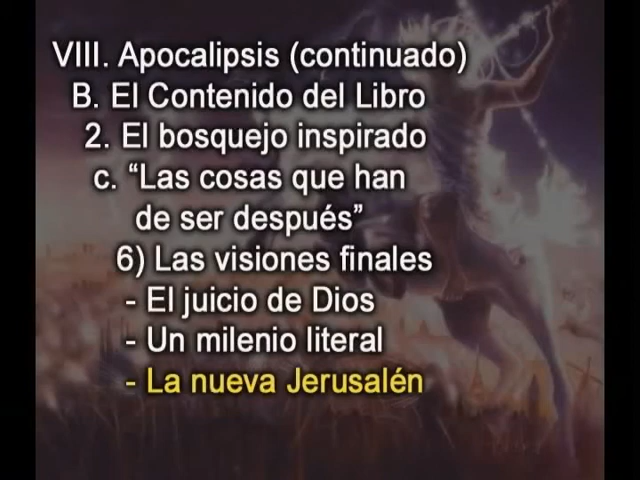 VIII. Apocalipsis (continuado)
B. El Contenido del Libro
2. El bosquejo inspirado
c. “Las cosas que han
de ser después”
6) Las visiones finales
- El juicio de Dios
- Un milenio literal
- La nueva Jerusalén